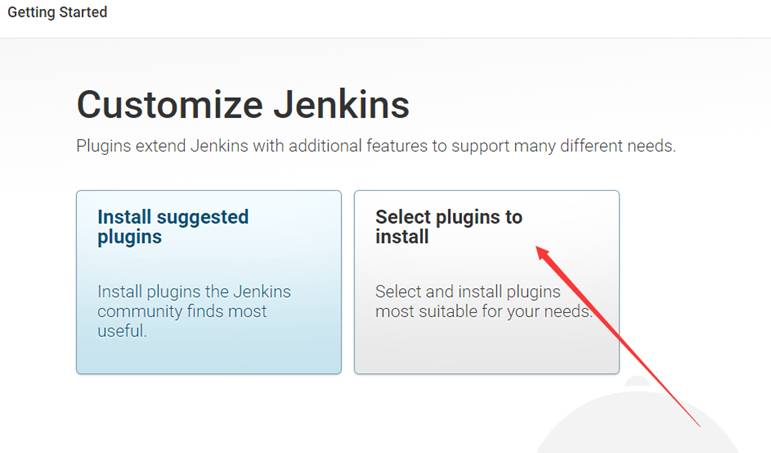 Getting Started
Customize Jenkins
Plugins extend Jenkins with additional features to support many different needs.
Install suggested
plugins
Install plugins the Jenkins
community finds most
useful.
Select plugins to
install
Select and install plugins
most suitable for your needs.